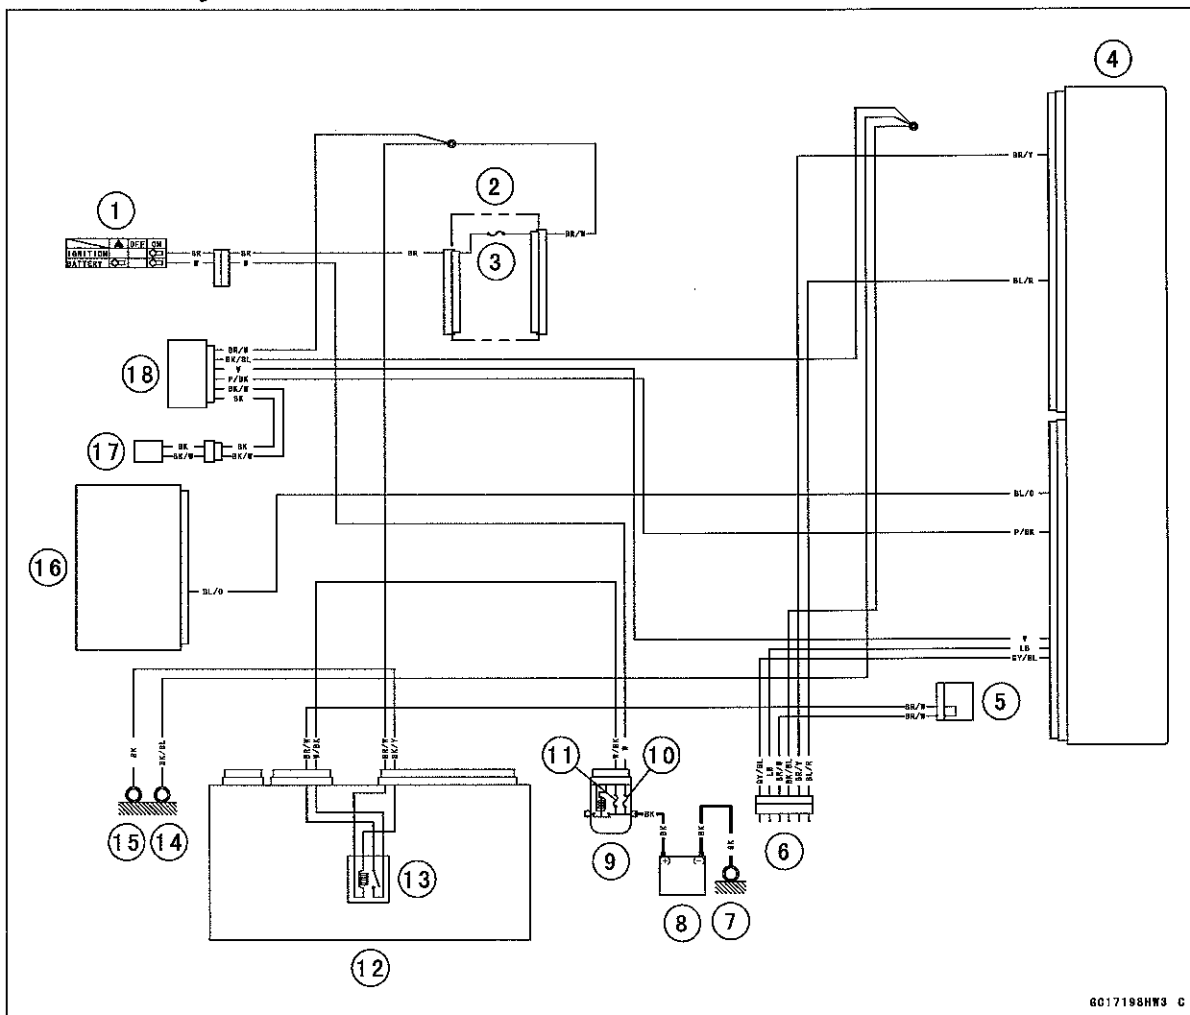 4
BR/Y
2
1
OFF ON
IGNITION
BATTERY
BR BR BR
W W
BR/W
3
BL/R
18
BR/W
BK/BL
W
P/BK
BK/W
BK
17
BK BK
BK/W BK/W
BL/O
P/BK
16
BL/O
W
LB
GY/BL
BR/W
BR/W
5
BK
BK/BL
BR/W
W/BK
BR/W
BK/Y
11
W/BK
W
10
GY/BL
LB
BR/W
BK/BL
BR/Y
BL/R
15
14
13
9
BK
BK
BK
BK
(+) (-)
6
8
7
12
GC17198HW3 C